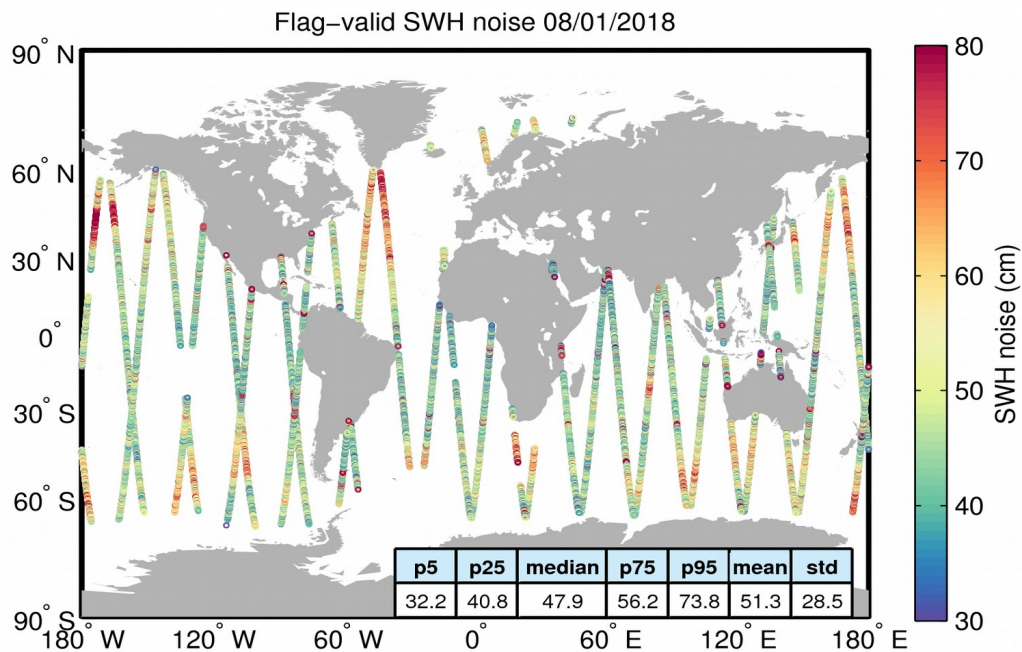 Flag−valid SWH noise 08/01/2018
90° N
60° N
30° N
0°
30° S
60° S
90° S
180° W
120° W
60° W
0°
60° E
120° E
180° E
80
70
60
50
40
30
SWH noise (cm)
p5 p25 median p75 p95 mean std
32.2 40.8 47.9 56.2 73.8 51.3 28.5